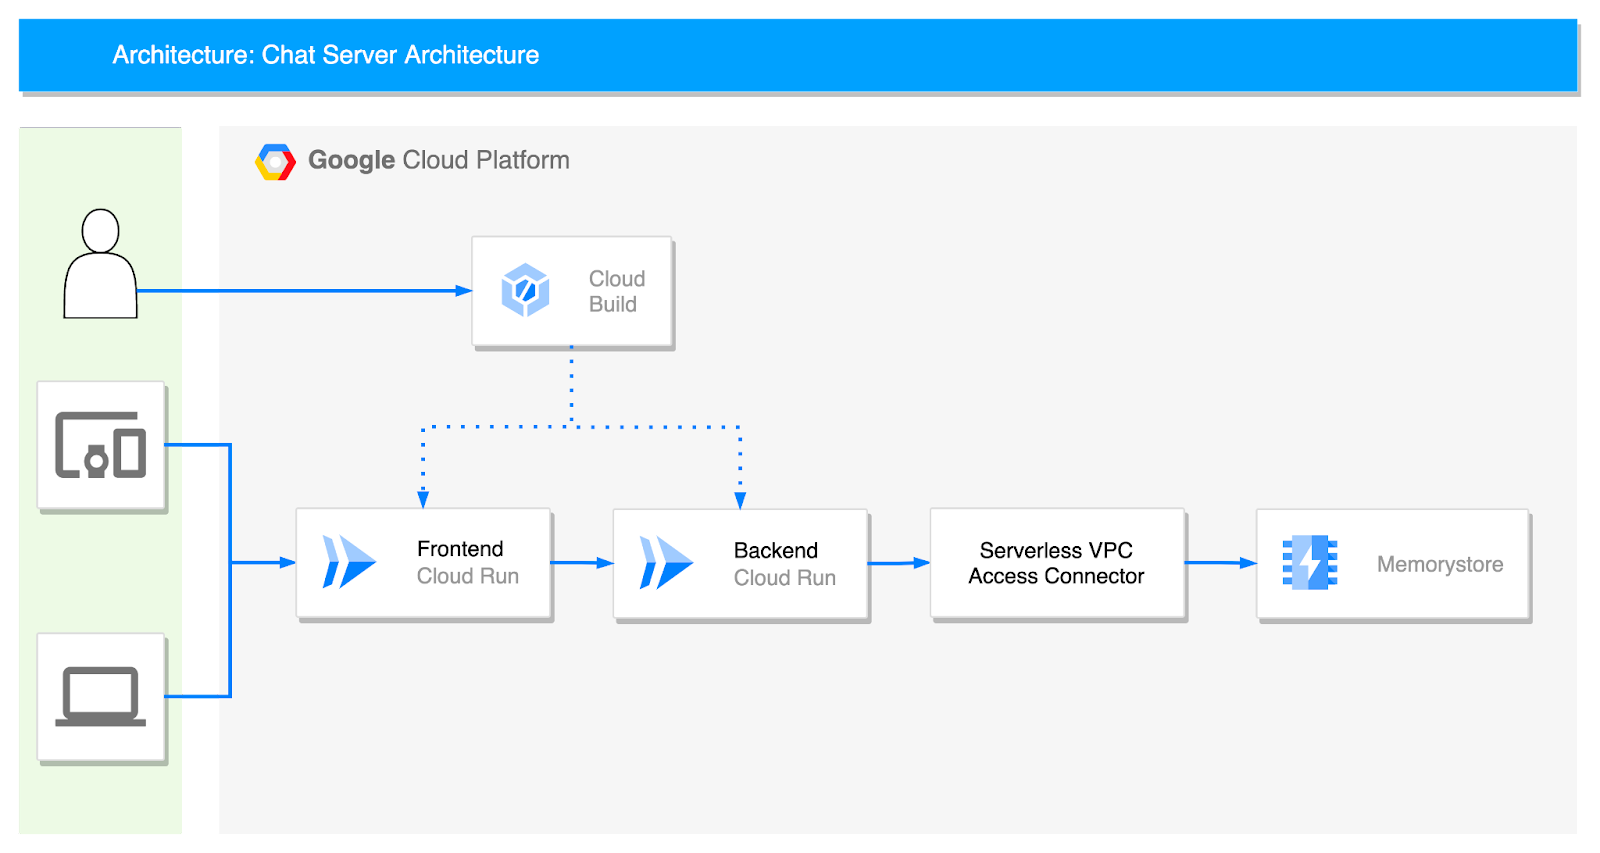 Architecture: Chat Server Architecture
Google Cloud Platform
Cloud
Build
Frontend
Cloud Run
Backend
Cloud Run
Serverless VPC
Access Connector
Memorystore